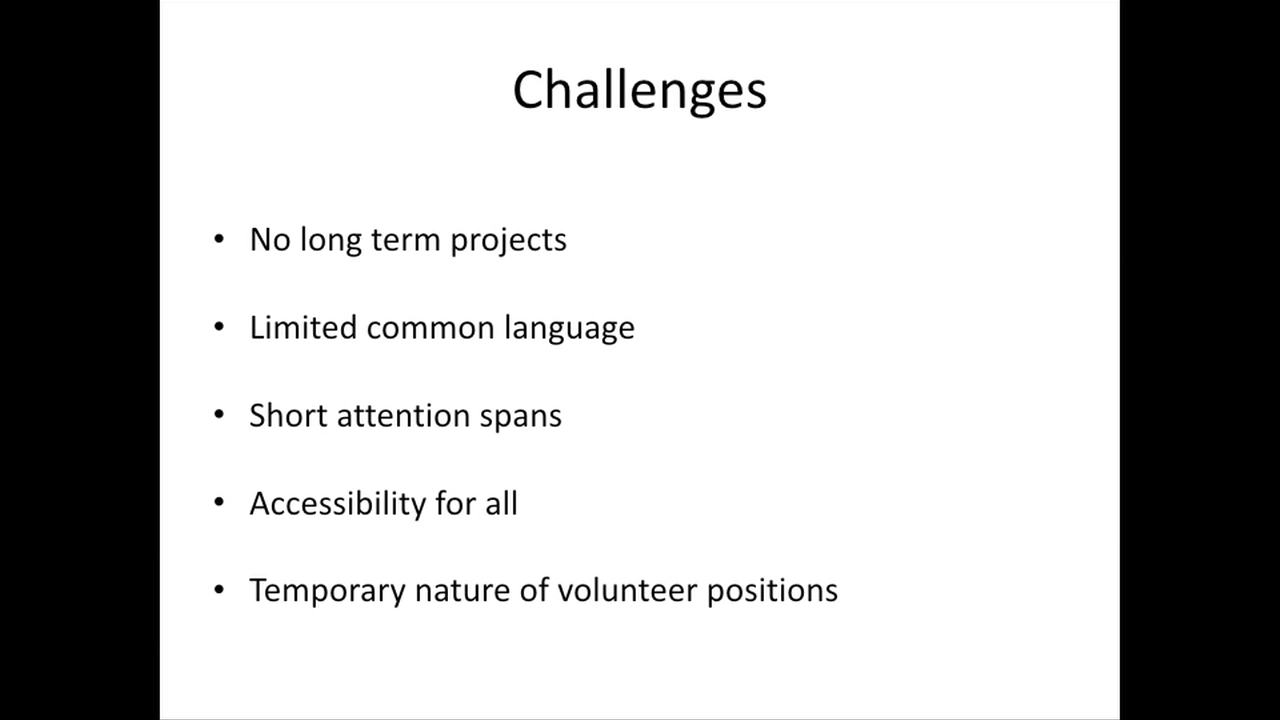 Challenges
• No long term projects
• Limited common language
• Short attention spans
• Accessibility for all
• Temporary nature of volunteer positions